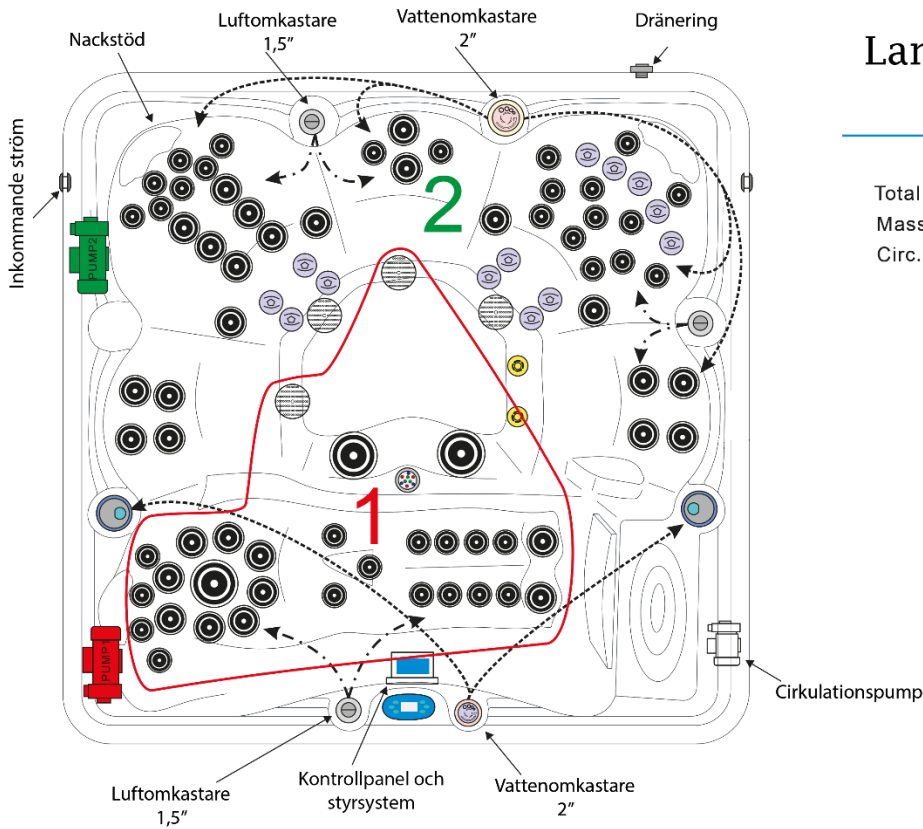 Luftomkastare
1,5”
Vattenomkastare
2”
Dränering
Nackstöd
Inkommande ström
PUMP2
2
Total
Mass
Circ.
1
PUMP1
Cirkulationspump
Luftomkastare
1,5”
Kontrollpanel och
styrsystem
Vattenomkastare
2”